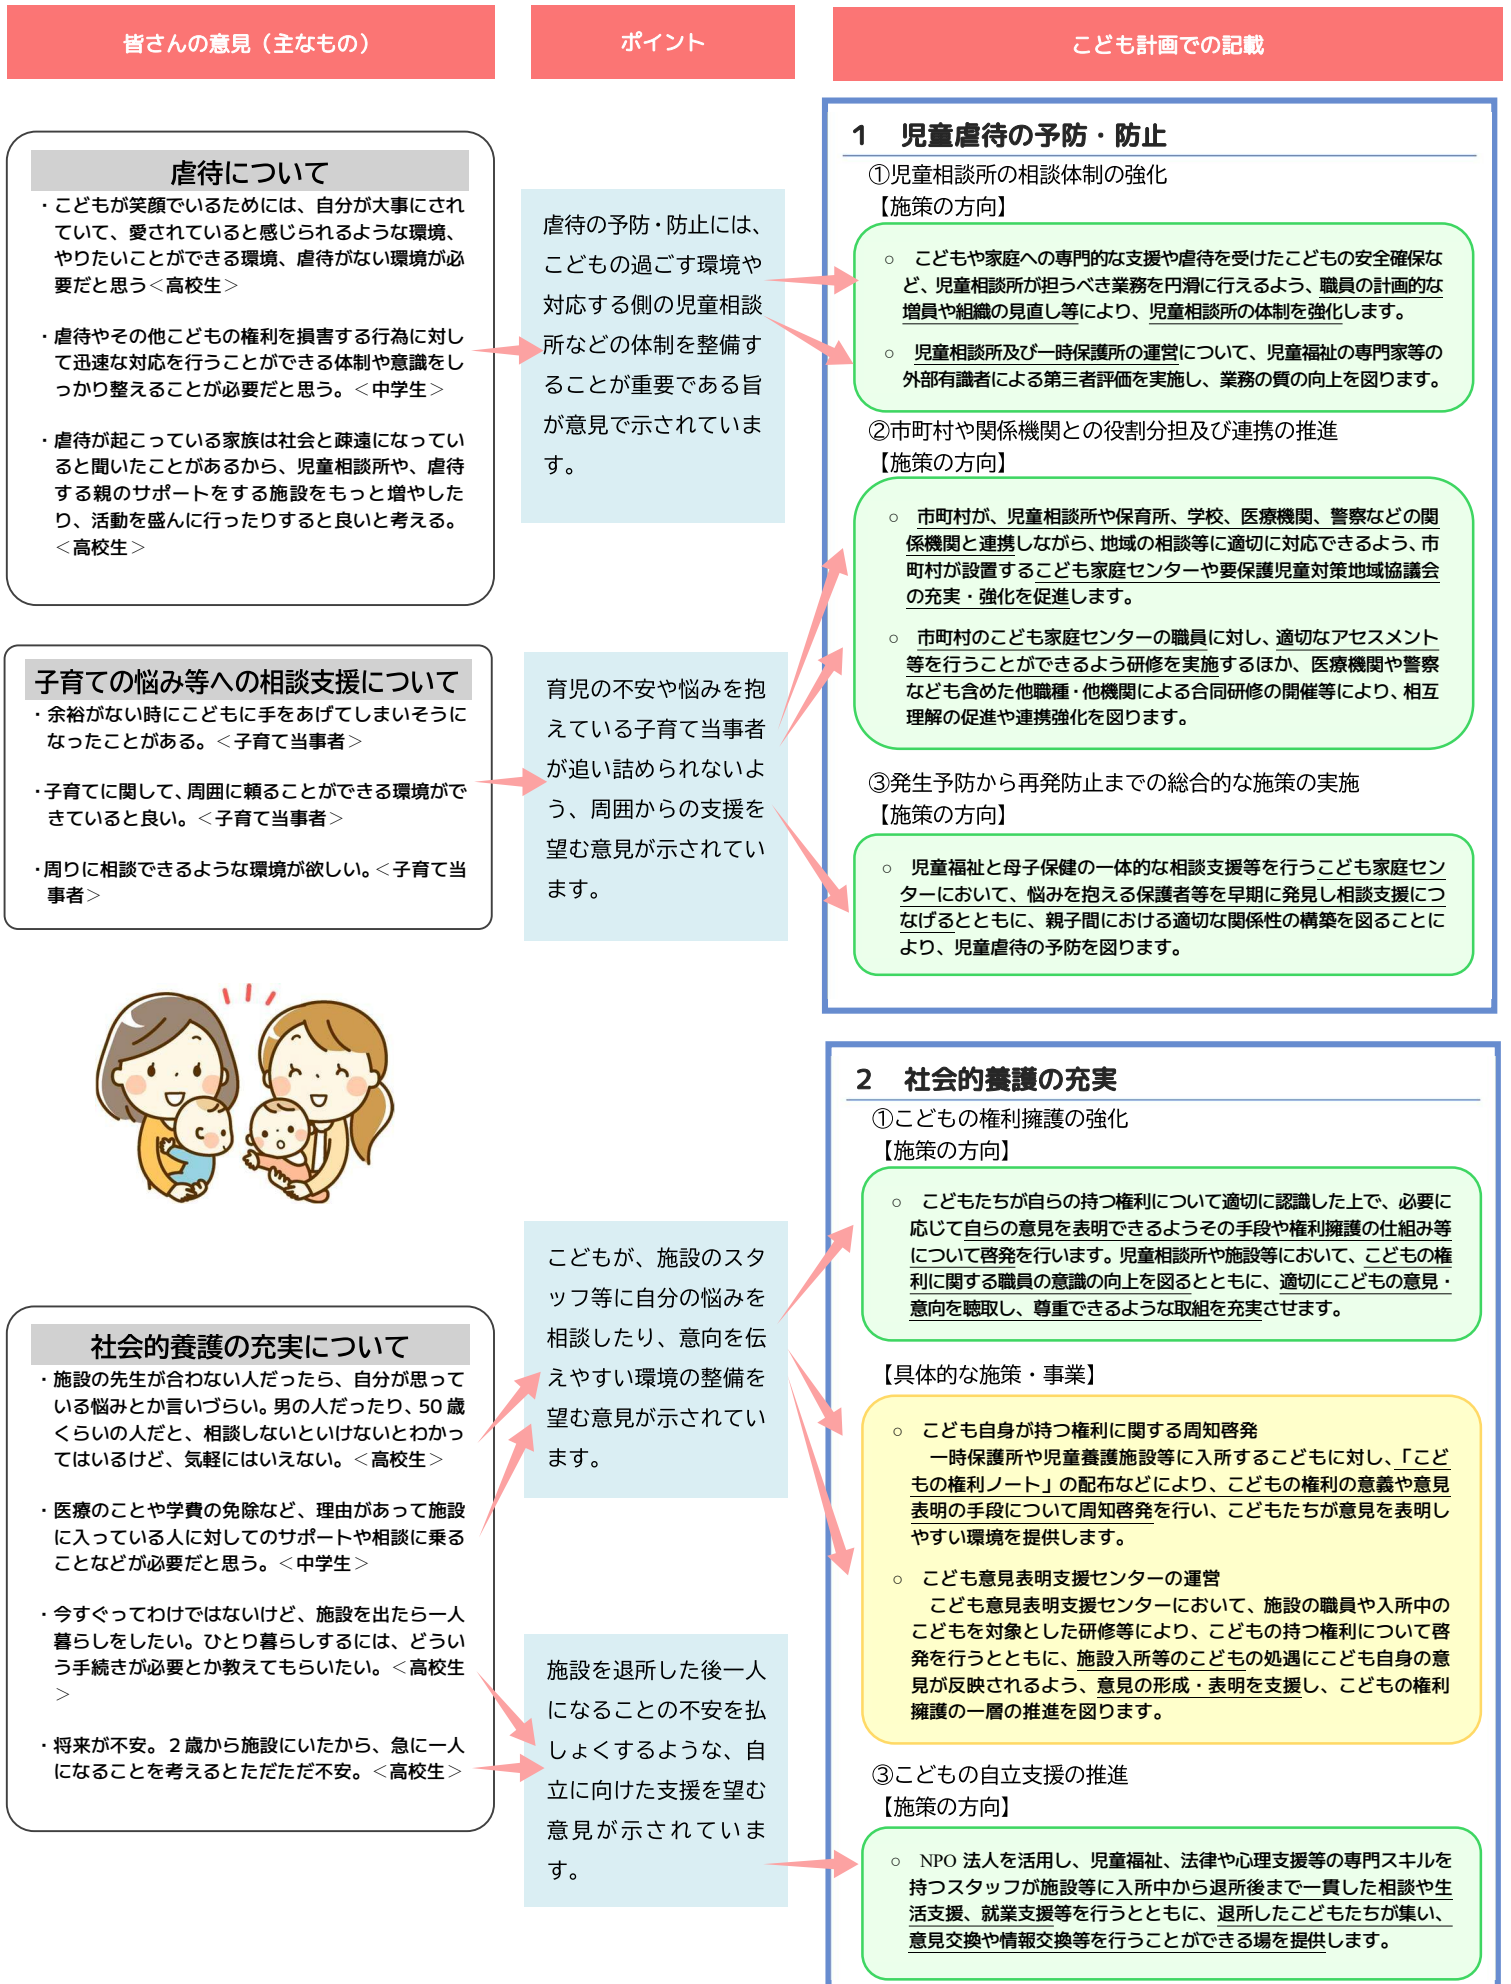 皆さんの意見（主なもの）
ポイント
こども計画での記載
虐待について
・こどもが笑顔でいるためには、自分が大事にされ
ていて、愛されていると感じられるような環境、
やりたいことができる環境、虐待がない環境が必
要だと思う＜高校生＞
・虐待やその他こどもの権利を損害する行為に対し
て迅速な対応を行うことができる体制や意識をし
っかり整えることが必要だと思う。＜中学生＞
・虐待が起こっている家族は社会と疎遠になってい
ると聞いたことがあるから、児童相談所や、虐待
する親のサポートをする施設をもっと増やした
り、活動を盛んに行ったりすると良いと考える。
＜高校生＞
虐待の予防・防止には、
こどもの過ごす環境や
対応する側の児童相談
所などの体制を整備す
ることが重要である旨
が意見で示されていま
す。
1　児童虐待の予防・防止
①児童相談所の相談体制の強化
【施策の方向】
○　こどもや家庭への専門的な支援や虐待を受けたこどもの安全確保な
ど、児童相談所が担うべき業務を円滑に行えるよう、職員の計画的な
増員や組織の見直し等により、児童相談所の体制を強化します。
○　児童相談所及び一時保護所の運営について、児童福祉の専門家等の
外部有識者による第三者評価を実施し、業務の質の向上を図ります。
②市町村や関係機関との役割分担及び連携の推進
【施策の方向】
○　市町村が、児童相談所や保育所、学校、医療機関、警察などの関
係機関と連携しながら、地域の相談等に適切に対応できるよう、市
町村が設置するこども家庭センターや要保護児童対策地域協議会
の充実・強化を促進します。
○　市町村のこども家庭センターの職員に対し、適切なアセスメント
等を行うことができるよう研修を実施するほか、医療機関や警察
なども含めた他職種・他機関による合同研修の開催等により、相互
理解の促進や連携強化を図ります。
③発生予防から再発防止までの総合的な施策の実施
【施策の方向】
○　児童福祉と母子保健の一体的な相談支援等を行うこども家庭セン
ターにおいて、悩みを抱える保護者等を早期に発見し相談支援につ
なげるとともに、親子間における適切な関係性の構築を図ることに
より、児童虐待の予防を図ります。
子育ての悩み等への相談支援について
・余裕がない時にこどもに手をあげてしまいそうに
なったことがある。＜子育て当事者＞
・子育てに関して、周囲に頼ることができる環境がで
きていると良い。＜子育て当事者＞
・周りに相談できるような環境が欲しい。＜子育て当
事者＞
育児の不安や悩みを抱
えている子育て当事者
が追い詰められないよ
う、周囲からの支援を
望む意見が示されてい
ます。
2　社会的養護の充実
①こどもの権利擁護の強化
【施策の方向】
○　こどもたちが自らの持つ権利について適切に認識した上で、必要に
応じて自らの意見を表明できるようその手段や権利擁護の仕組み等
について啓発を行います。児童相談所や施設等において、こどもの権
利に関する職員の意識の向上を図るとともに、適切にこどもの意見・
意向を聴取し、尊重できるような取組を充実させます。
【具体的な施策・事業】
○　こども自身が持つ権利に関する周知啓発
一時保護所や児童養護施設等に入所するこどもに対し、「こど
もの権利ノート」の配布などにより、こどもの権利の意義や意見
表明の手段について周知啓発を行い、こどもたちが意見を表明し
やすい環境を提供します。
○　こども意見表明支援センターの運営
こども意見表明支援センターにおいて、施設の職員や入所中の
こどもを対象とした研修等により、こどもの持つ権利について啓
発を行うとともに、施設入所等のこどもの処遇にこども自身の意
見が反映されるよう、意見の形成・表明を支援し、こどもの権利
擁護の一層の推進を図ります。
③こどもの自立支援の推進
【施策の方向】
○　NPO 法人を活用し、児童福祉、法律や心理支援等の専門スキルを
持つスタッフが施設等に入所中から退所後まで一貫した相談や生
活支援、就業支援等を行うとともに、退所したこどもたちが集い、
意見交換や情報交換等を行うことができる場を提供します。
社会的養護の充実について
・施設の先生が合わない人だったら、自分が思って
いる悩みとか言いづらい。男の人だったり、50 歳
くらいの人だと、相談しないといけないとわかっ
てはいるけど、気軽にはいえない。＜高校生＞
・医療のことや学費の免除など、理由があって施設
に入っている人に対してのサポートや相談に乗る
ことなどが必要だと思う。＜中学生＞
・今すぐってわけではないけど、施設を出たら一人
暮らしをしたい。ひとり暮らしするには、どうい
う手続きが必要とか教えてもらいたい。＜高校生
＞
・将来が不安。２歳から施設にいたから、急に一人
になることを考えるとただただ不安。＜高校生＞
こどもが、施設のスタ
ッフ等に自分の悩みを
相談したり、意向を伝
えやすい環境の整備を
望む意見が示されてい
ます。
施設を退所した後一人
になることの不安を払
しょくするような、自
立に向けた支援を望む
意見が示されていま
す。